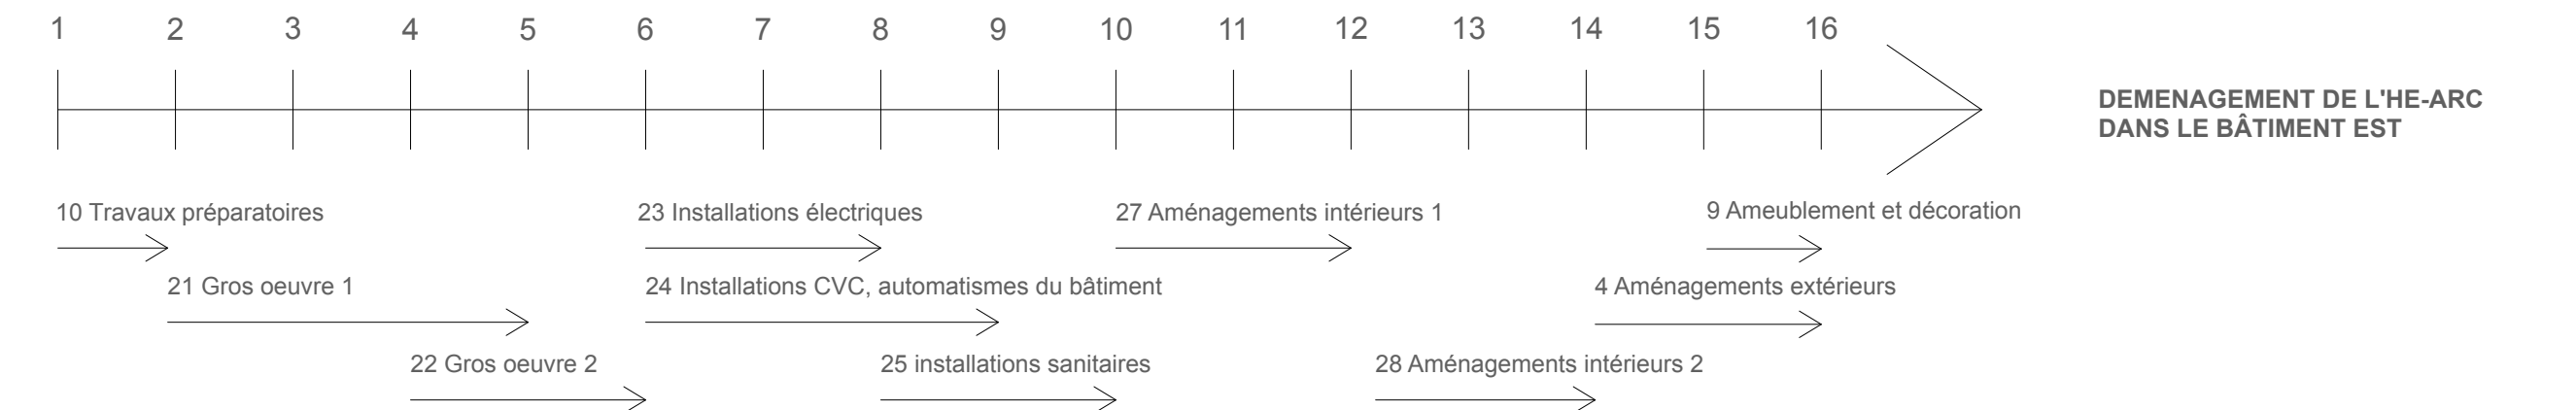 1 2 3 4 5 6 7 8 9 10 11 12 13 14 15 16
DEMENAGEMENT DE L'HE-ARC
DANS LE BÂTIMENT EST
10 Travaux préparatoires
23 Installations électriques
27 Aménagements intérieurs 1
9 Ameublement et décoration
21 Gros oeuvre 1
24 Installations CVC, automatismes du bâtiment
4 Aménagements extérieurs
22 Gros oeuvre 2
25 installations sanitaires
28 Aménagements intérieurs 2